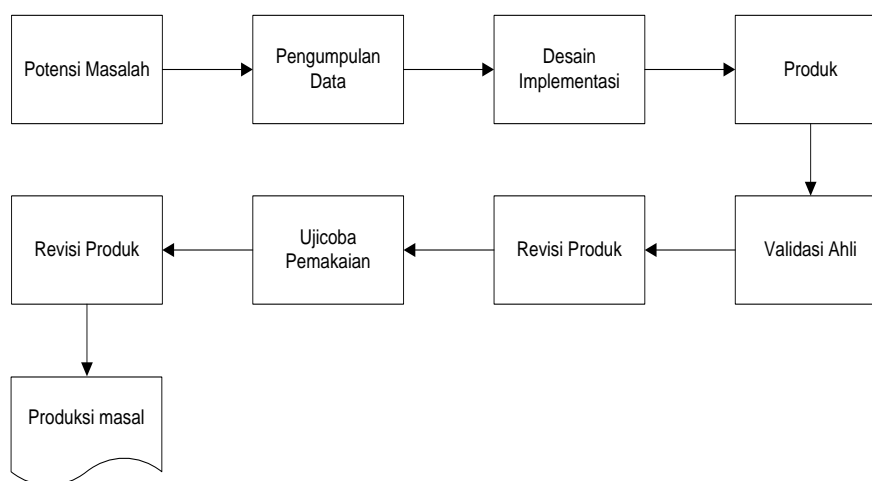 Potensi Masalah
Pengumpulan
Data
Desain
Implementasi
Produk
Validasi Ahli
Revisi Produk
Ujicoba
Pemakaian
Revisi Produk
Produksi masal